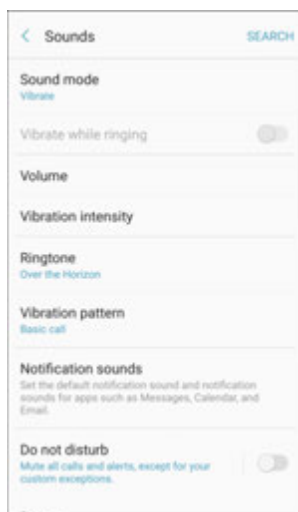 Sounds SEARCH
Sound mode
Vibrate
Vibrate while ringing
Volume
Vibration intensity
Ringtone
Over the Horizon
Vibration pattern
Basic call
Notification sounds
Set the default notification sound and notification
sounds for apps such as Messages, Calendar, and
Email.
Do not disturb
Mute all calls and alerts, except for your
custom exceptions.